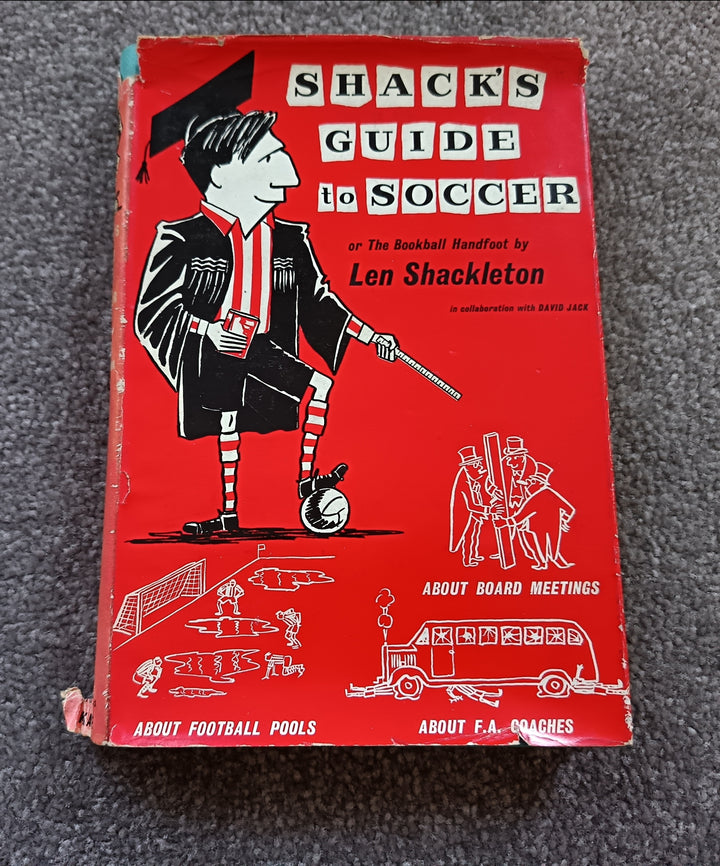 SHACK'S
GUIDE
to SOCCER
or The Bookball Handfoot by
Len Shackleton
in collaboration with DAVID JACK
ABOUT BOARD MEETINGS
ABOUT FOOTBALL POOLS
ABOUT F.A. COACHES